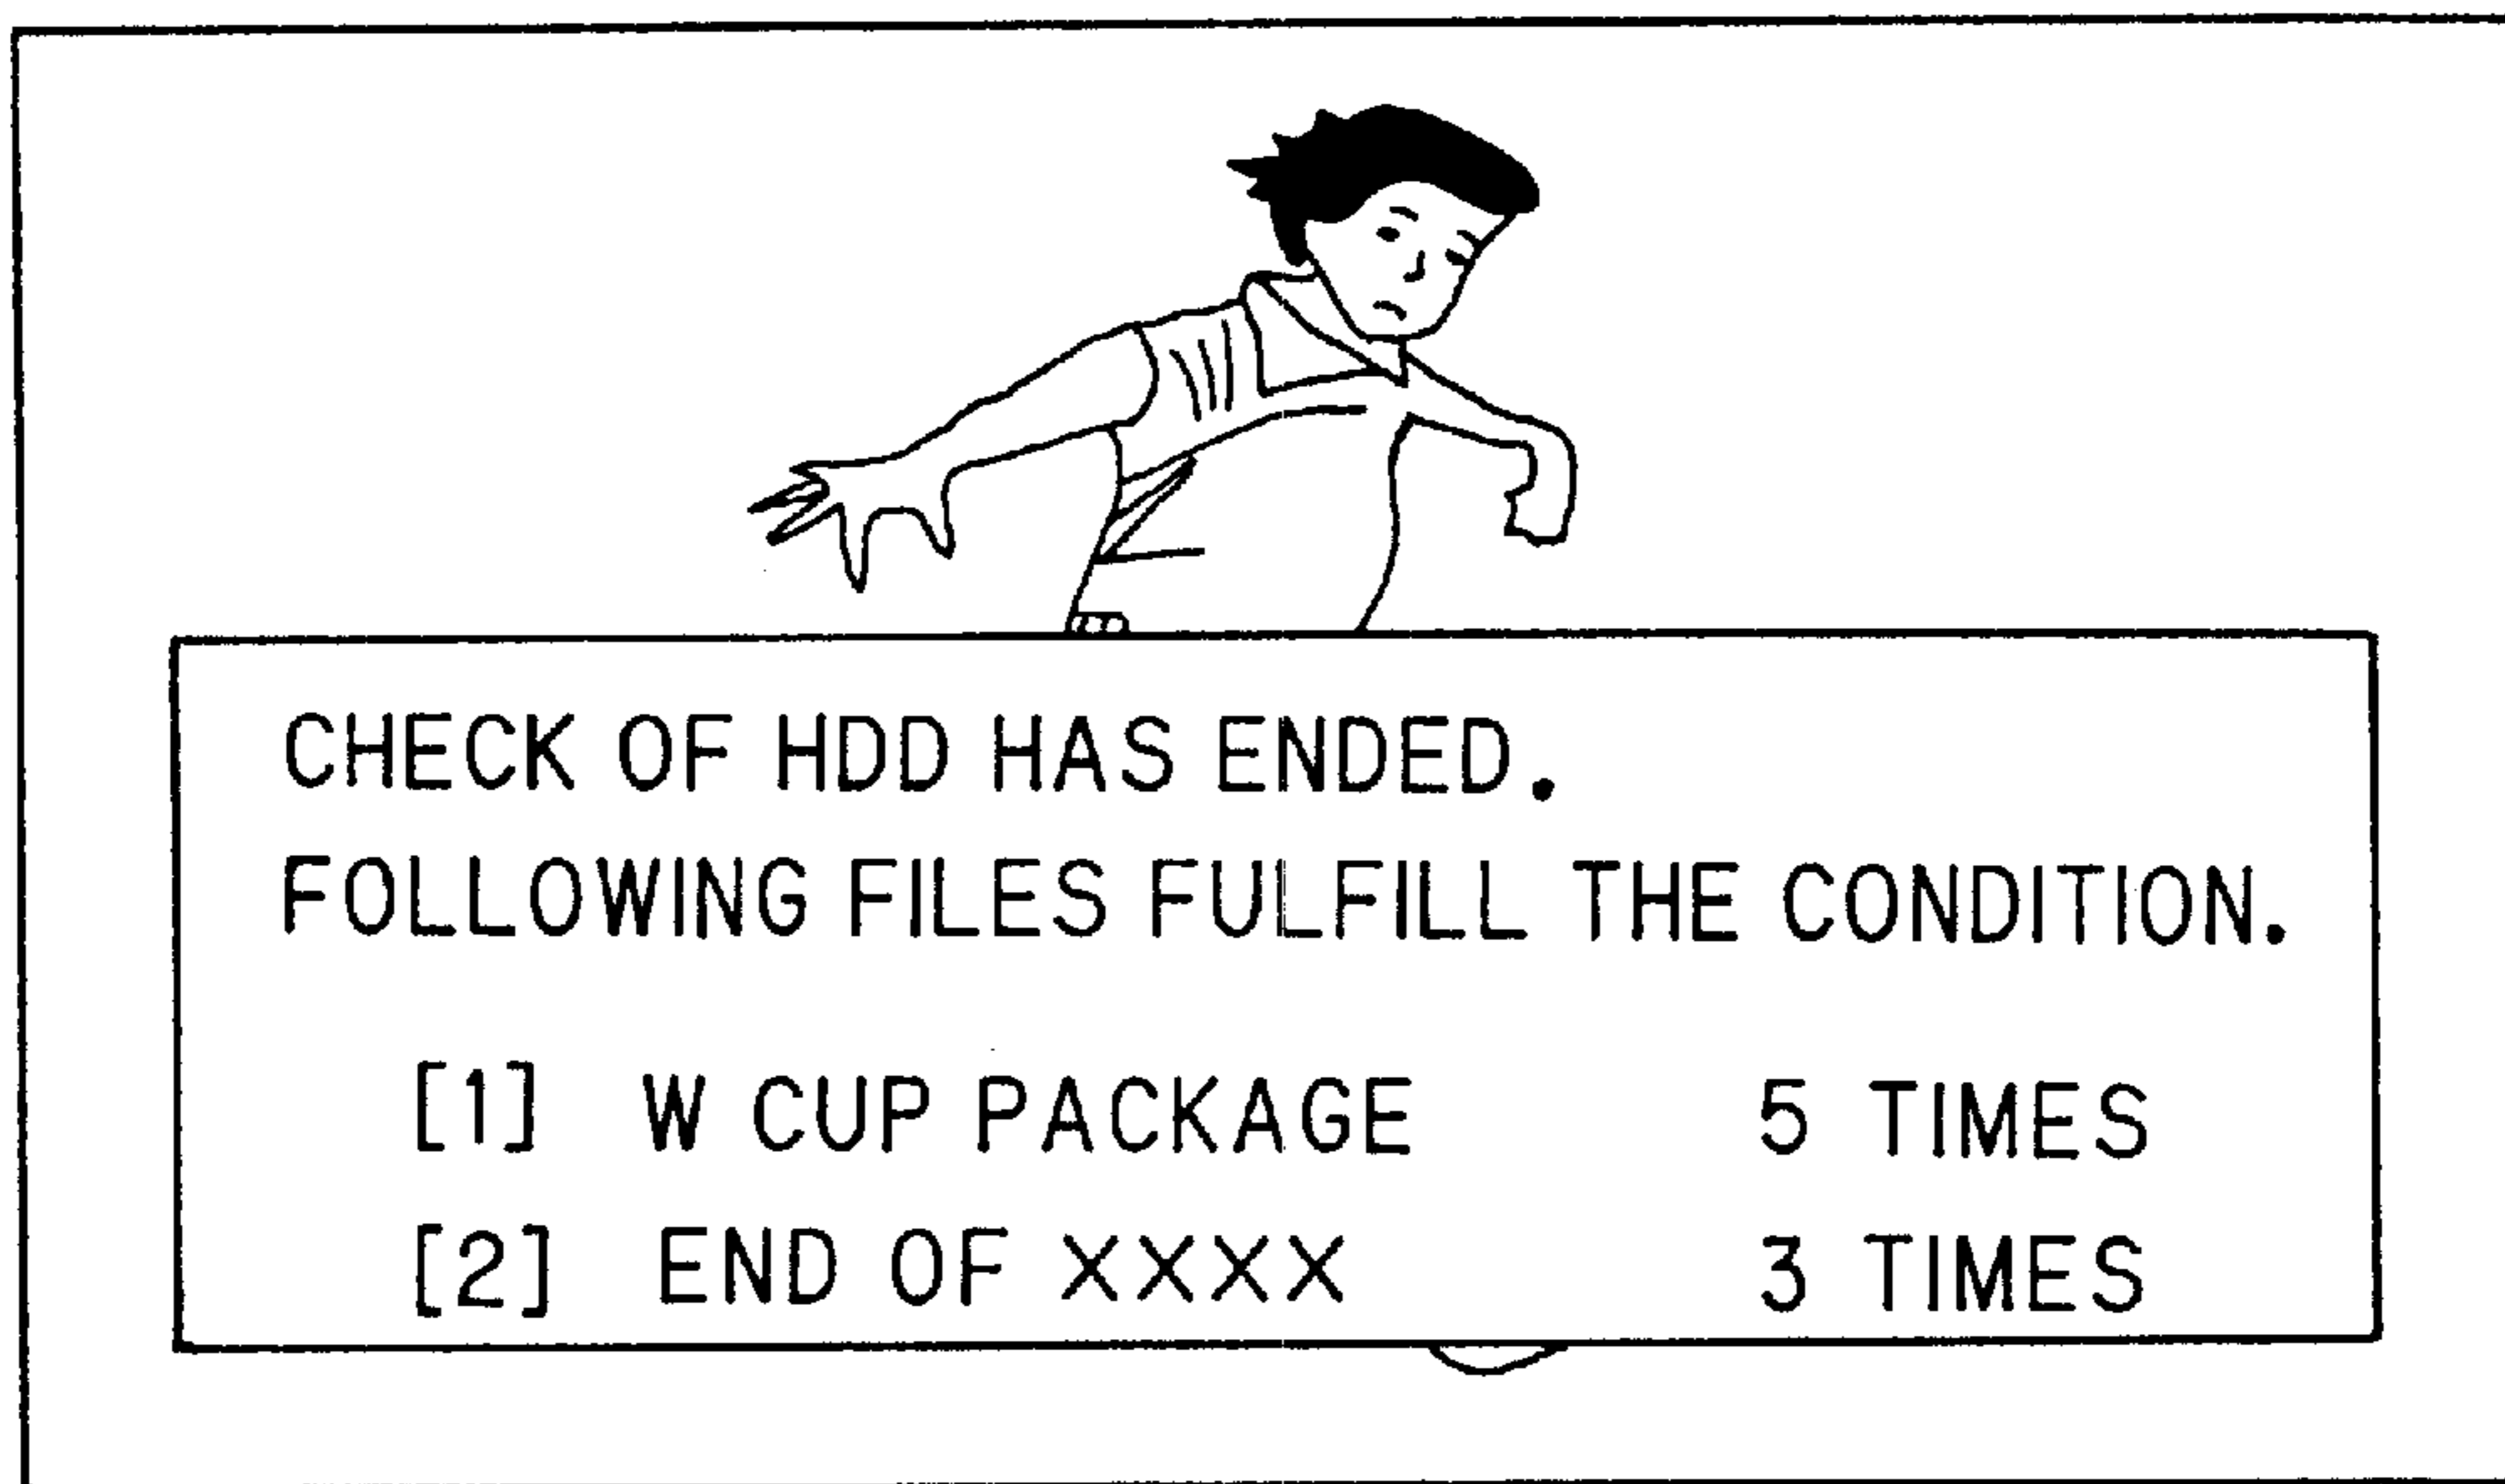 CHECK OF HDD HAS ENDED.
FOLLOWING FILES FULFILL THE CONDITION.
[1] W CUP PACKAGE 5 TIMES
[2] END OF XXXX 3 TIMES